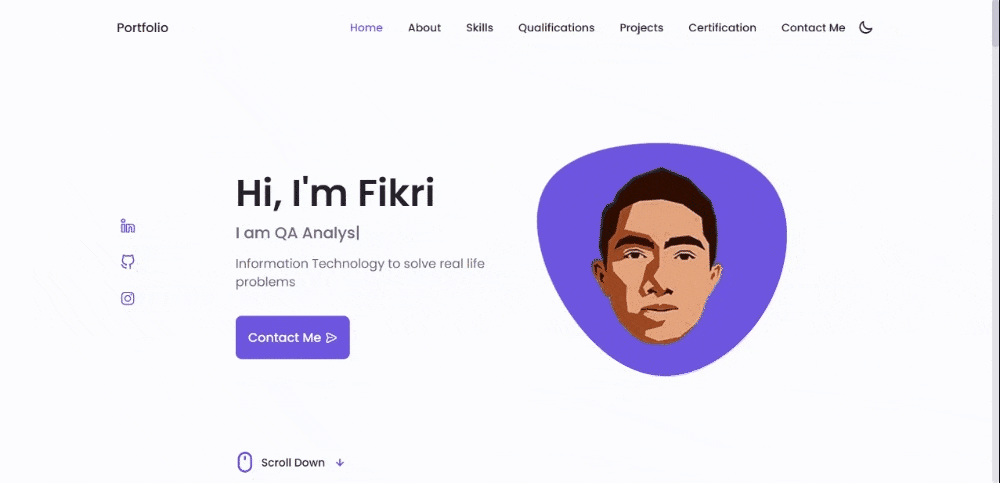 Portfolio
Home About Skills Qualifications Projects Certification Contact Me
Hi, I'm Fikri
I am QA Analys|
Information Technology to solve real life
problems
Contact Me
Scroll Down